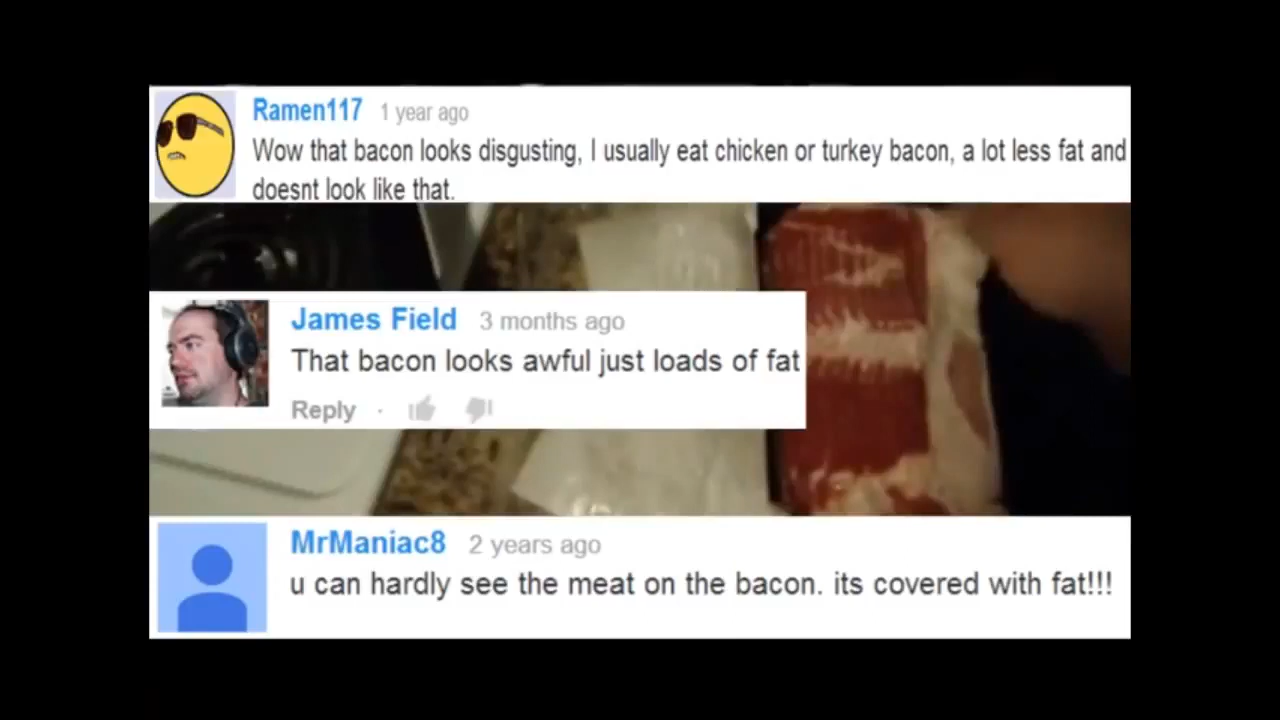 Ramen117 1 year ago
Wow that bacon looks disgusting, I usually eat chicken or turkey bacon, a lot less fat and
doesnt look like that.
James Field 3 months ago
That bacon looks awful just loads of fat
Reply ·
MrManiac8 2 years ago
u can hardly see the meat on the bacon. its covered with fat!!!